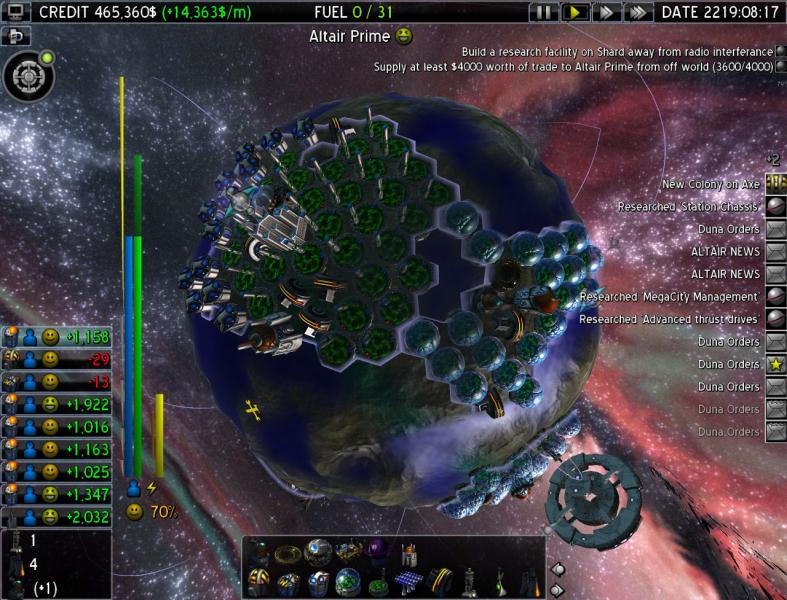 CREDIT 465,360$ (+14,363$/m)
FUEL 0 / 31
DATE 2219:08:17
Altair Prime
Build a research facility on Shard away from radio interferance
Supply at least $4000 worth of trade to Altair Prime from off world (3600/4000)
+2
New Colony on Axe
Researched 'Station Chassis'
Duna Orders
ALTAIR NEWS
ALTAIR NEWS
Researched 'MegaCity Management'
Researched 'Advanced thrust drives'
Duna Orders
Duna Orders
Duna Orders
Duna Orders
Duna Orders
+1,158
-29
-13
+1,922
+1,016
+1,163
+1,025
+1,347
+2,032
70%
1
4
(+1)